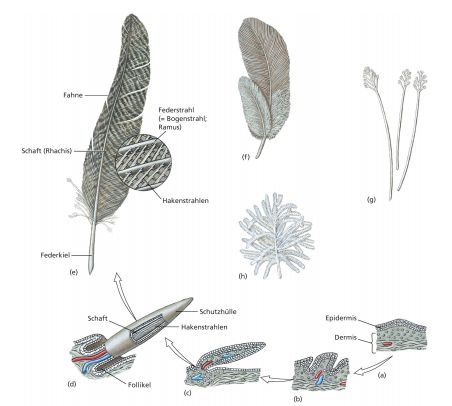 Fahne
Federstrahl
(= Bogenstrahl;
Ramus)
Schaft (Rhachis)
Hakenstrahlen
Federkiel
(e)
(f)
(g)
(h)
Schutzhülle
Schaft
Hakenstrahlen
Follikel
(d)
(c)
(b)
Epidermis
Dermis
(a)